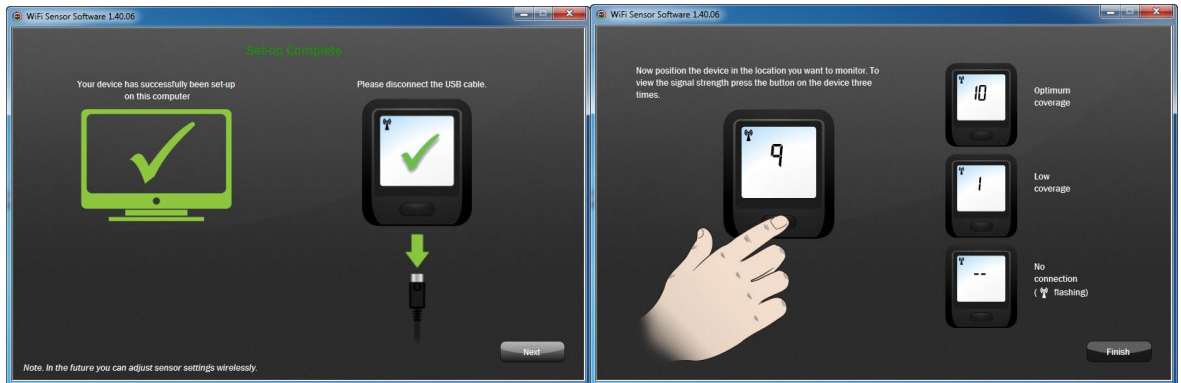 WiFi Sensor Software 1.40.06
Set-up Complete
Your device has successfully been set-up
on this computer
Please disconnect the USB cable.
Next
Note. In the future you can adjust sensor settings wirelessly.
WiFi Sensor Software 1.40.06
Now position the device in the location you want to monitor. To
view the signal strength press the button on the device three
times.
9
10
Optimum
coverage
1
Low
coverage
--
No
connection
( flashing)
Finish